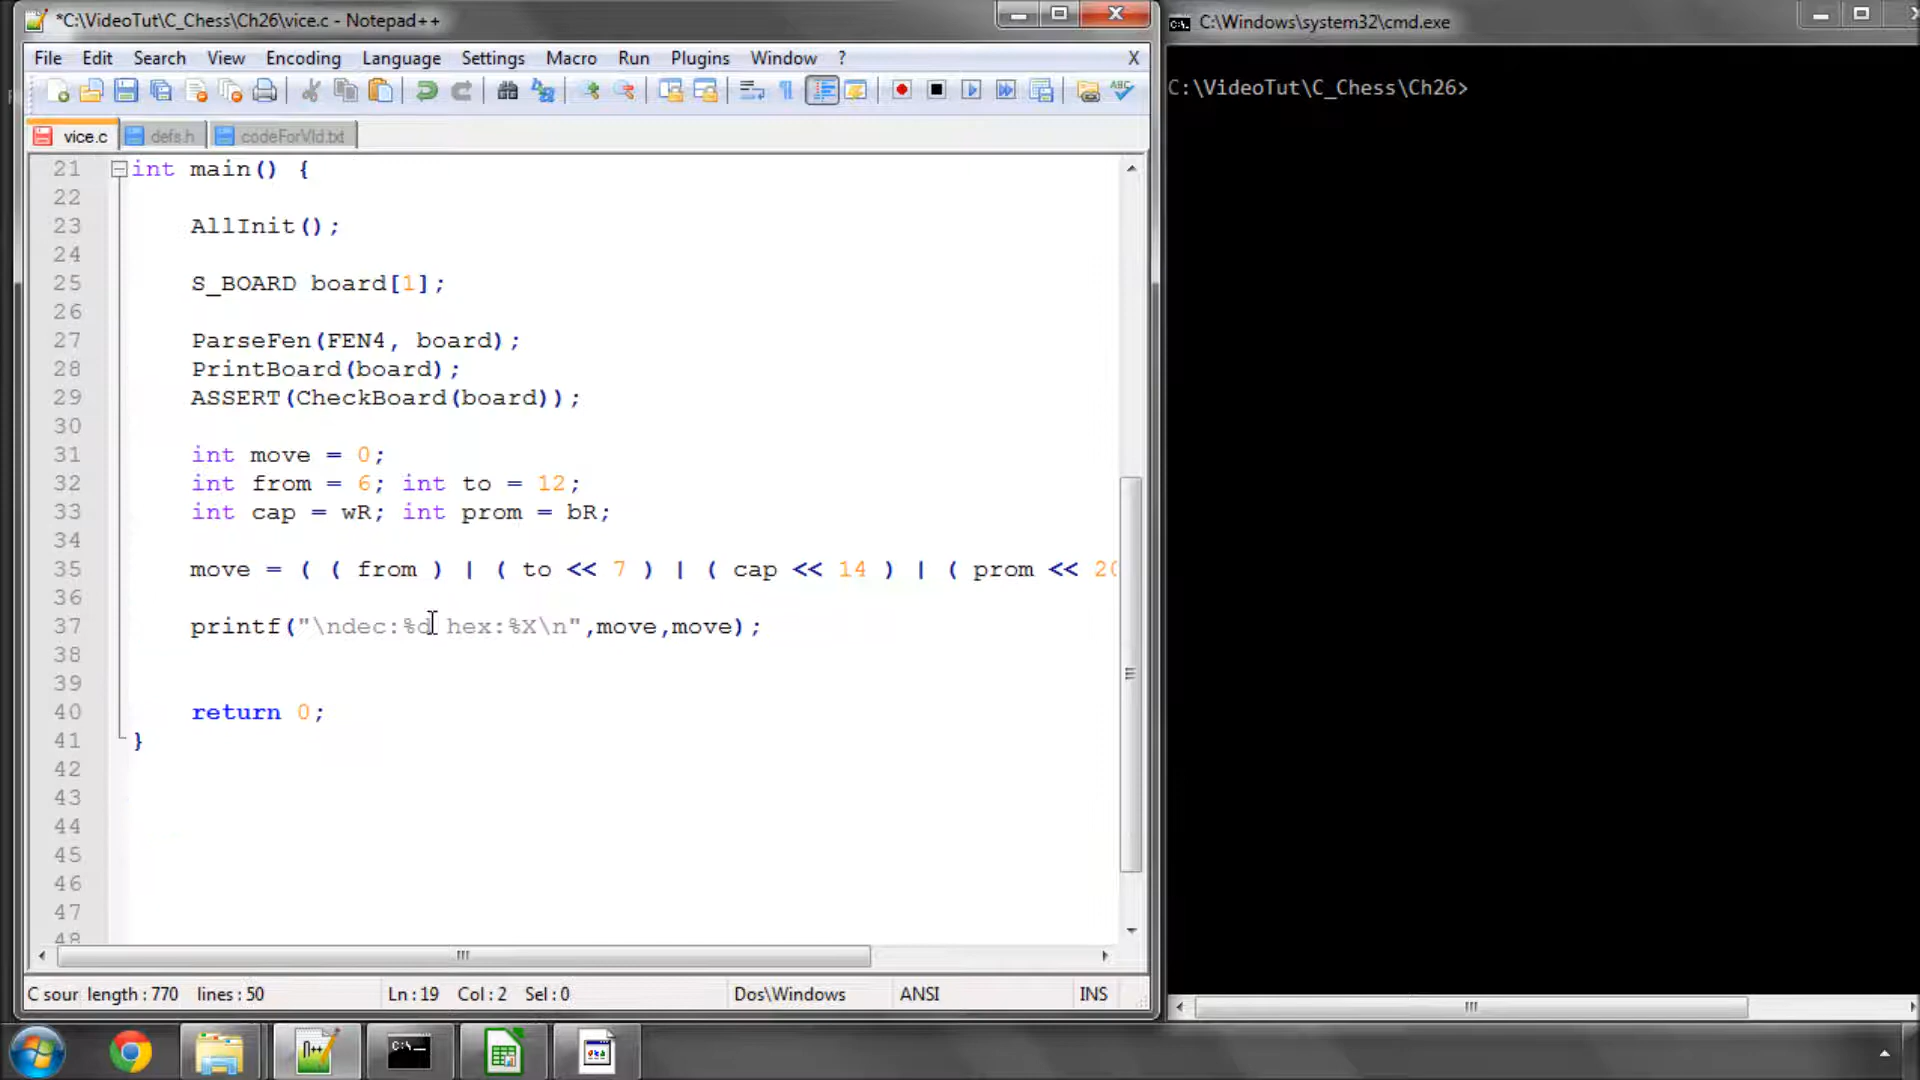 *C:\VideoTut\C_Chess\Ch26\vice.c - Notepad++
File Edit Search View Encoding Language Settings Macro Run Plugins Window ? X
vice.c defs.h codeForVid.txt
21 int main() {
22
23 AllInit();
24
25 S_BOARD board[1];
26
27 ParseFen(FEN4, board);
28 PrintBoard(board);
29 ASSERT(CheckBoard(board));
30
31 int move = 0;
32 int from = 6; int to = 12;
33 int cap = wR; int prom = bR;
34
35 move = ( ( from ) | ( to << 7 ) | ( cap << 14 ) | ( prom << 20
36
37 printf("\ndec:%d hex:%X\n",move,move);
38
39
40 return 0;
41 }
42
43
44
45
46
47
48
C sour length : 770 lines : 50 Ln : 19 Col : 2 Sel : 0 Dos\Windows ANSI INS
C:\Windows\system32\cmd.exe
C:\VideoTut\C_Chess\Ch26>